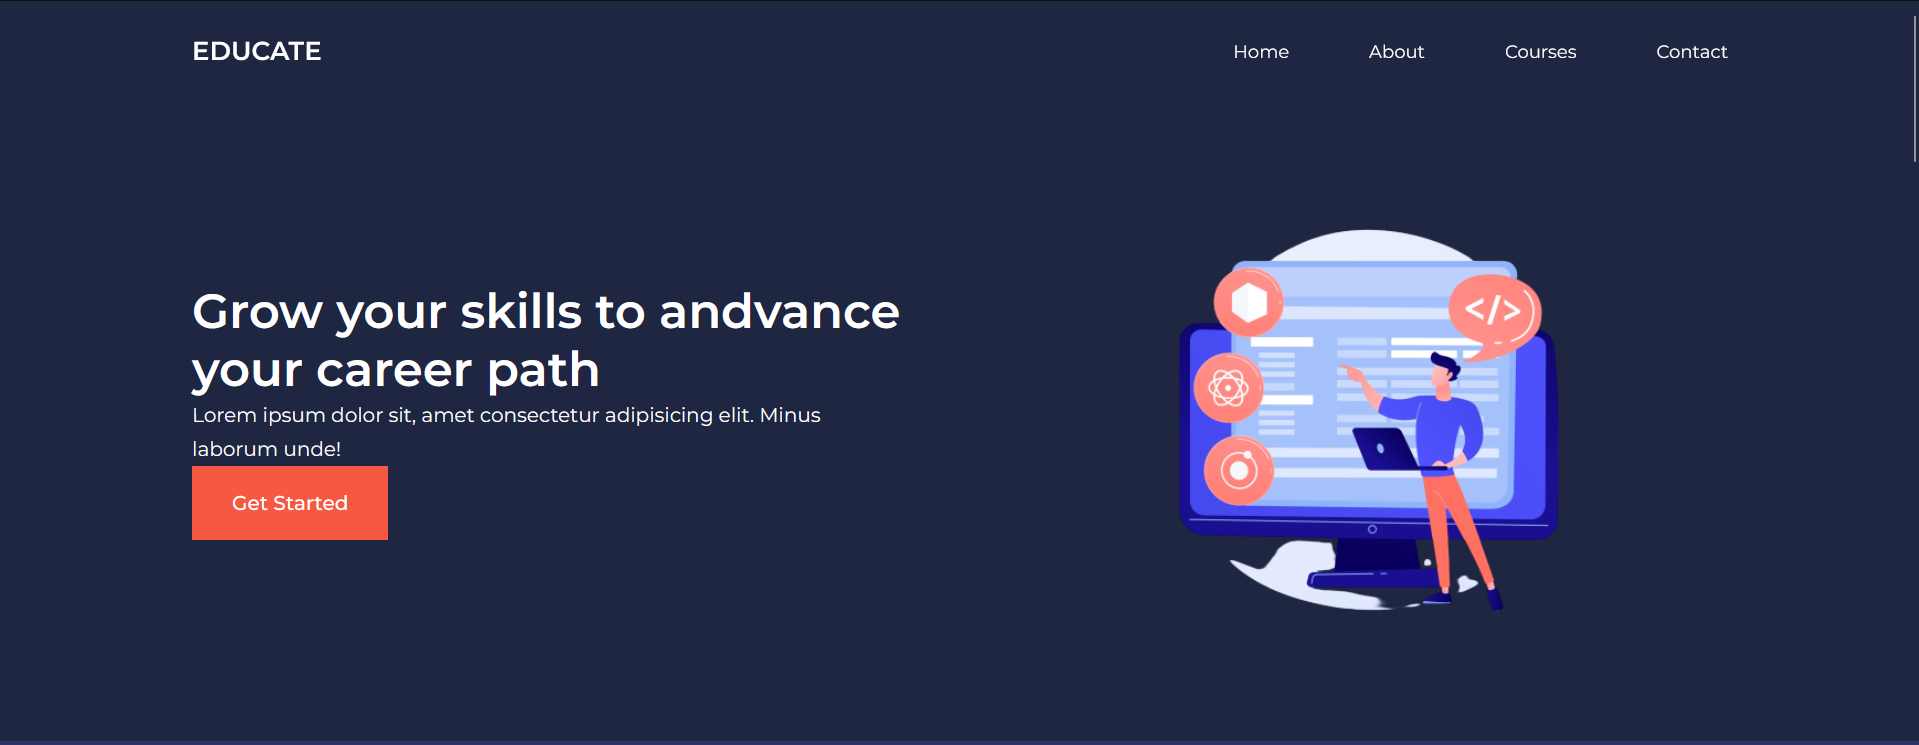 EDUCATE
Home
About
Courses
Contact
Grow your skills to andvance
your career path
Lorem ipsum dolor sit, amet consectetur adipisicing elit. Minus
laborum unde!
Get Started
</>